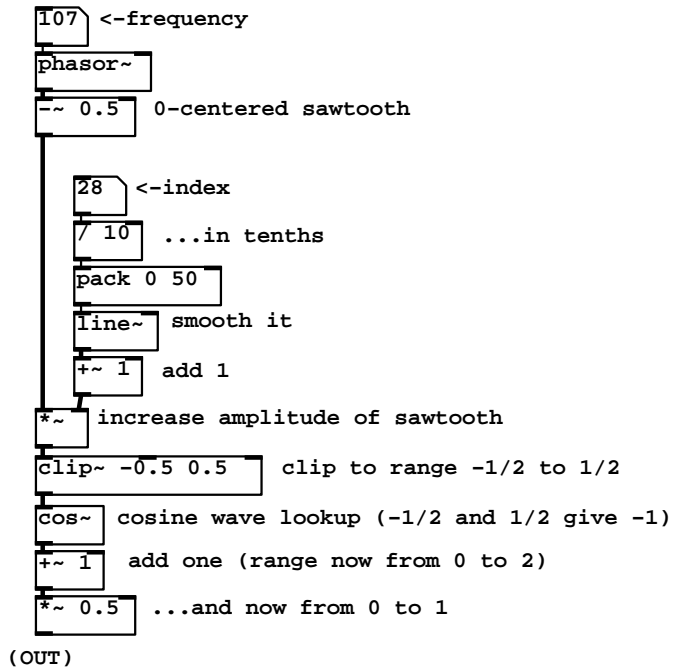 107 <-frequency
phasor~
-~ 0.5 0-centered sawtooth
28 <-index
/ 10 ...in tenths
pack 0 50
line~ smooth it
+~ 1 add 1
*~ increase amplitude of sawtooth
clip~ -0.5 0.5 clip to range -1/2 to 1/2
cos~ cosine wave lookup (-1/2 and 1/2 give -1)
+~ 1 add one (range now from 0 to 2)
*~ 0.5 ...and now from 0 to 1
(OUT)